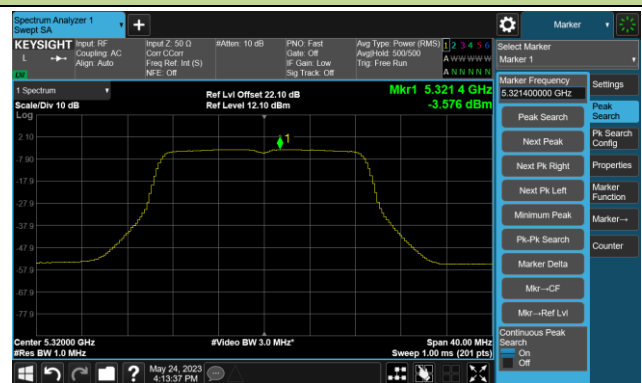 Spectrum Analyzer 1
Swept SA
+
Marker
KEYSIGHT
L
LW
Input: RF
Coupling: AC
Align: Auto
Input Z: 50 Ω
Corr CCorr
Freq Ref: Int (S)
NFE: Off
#Atten: 10 dB
PNO: Fast
Gate: Off
IF Gain: Low
Sig Track: Off
Avg Type: Power (RMS)
Avg|Hold: 500/500
Trig: Free Run
1 2 3 4 5 6
A W W W W W
A N N N N N
Select Marker
Marker 1
1 Spectrum
Scale/Div 10 dB
Log
Ref Lvl Offset 22.10 dB
Ref Level 12.10 dBm
Mkr1 5.321 4 GHz
-3.576 dBm
1
2.10
-7.90
-17.9
-27.9
-37.9
-47.9
-57.9
-67.9
-77.9
Center 5.32000 GHz
#Res BW 1.0 MHz
#Video BW 3.0 MHz*
Span 40.00 MHz
Sweep 1.00 ms (201 pts)
Marker Frequency
5.321400000 GHz
Peak Search
Next Peak
Next Pk Right
Next Pk Left
Minimum Peak
Pk-Pk Search
Marker Delta
Mkr→CF
Mkr→Ref Lvl
Continuous Peak
Search
On
Off
Settings
Peak
Search
Pk Search
Config
Properties
Marker
Function
Marker→
Counter
?
May 24, 2023
4:13:37 PM